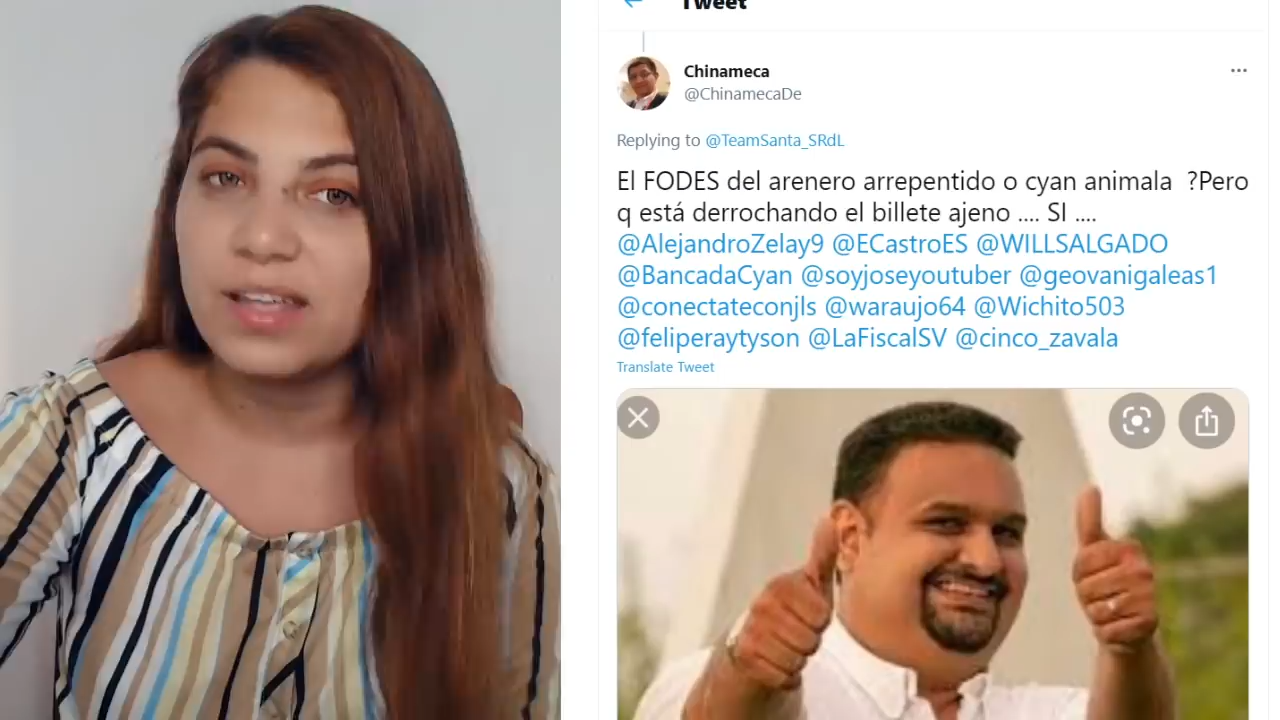 Tweet
Chinameca
@ChinamecaDe
Replying to @TeamSanta_SRdL
El FODES del arenero arrepentido o cyan animala ?Pero
q está derrochando el billete ajeno .... SI ....
@AlejandroZelay9 @ECastroES @WILLSALGADO
@BancadaCyan @soyjoseyoutuber @geovanigaleas1
@conectateconjls @waraujo64 @Wichito503
@feliperaytyson @LaFiscalSV @cinco_zavala
Translate Tweet